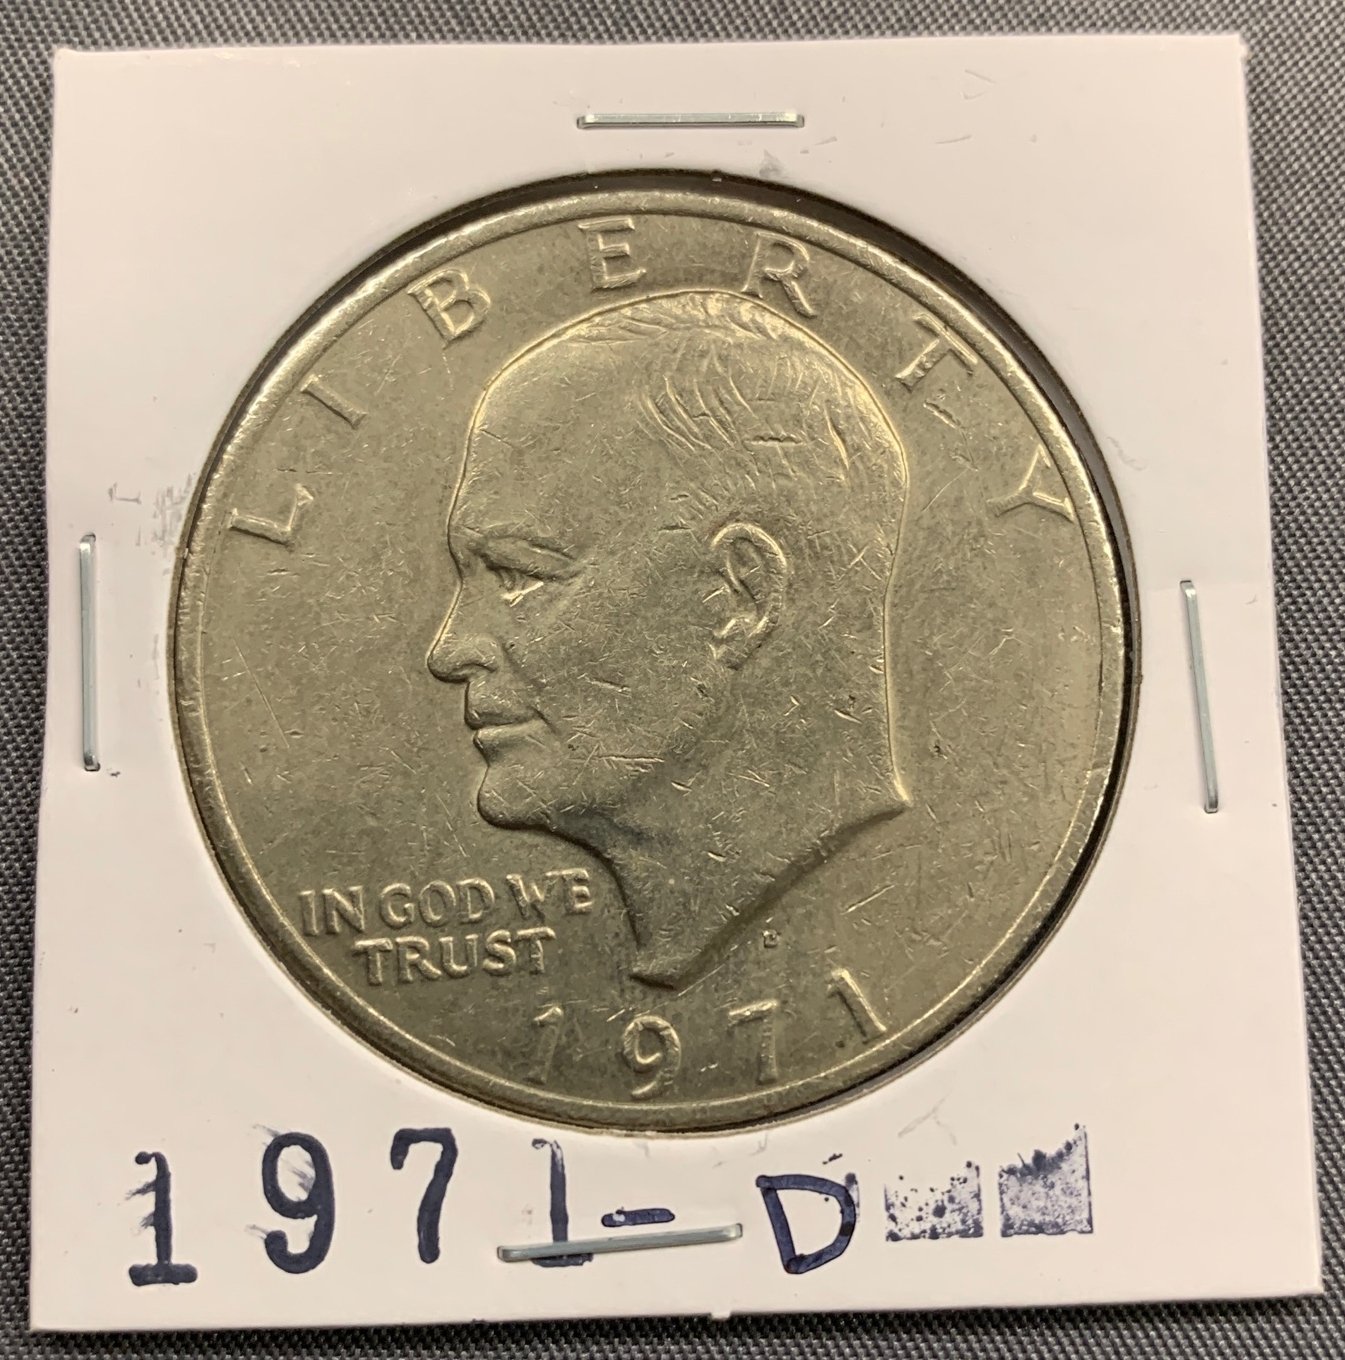 LIBERTY
IN GOD WE
TRUST
D
1971
1971-D